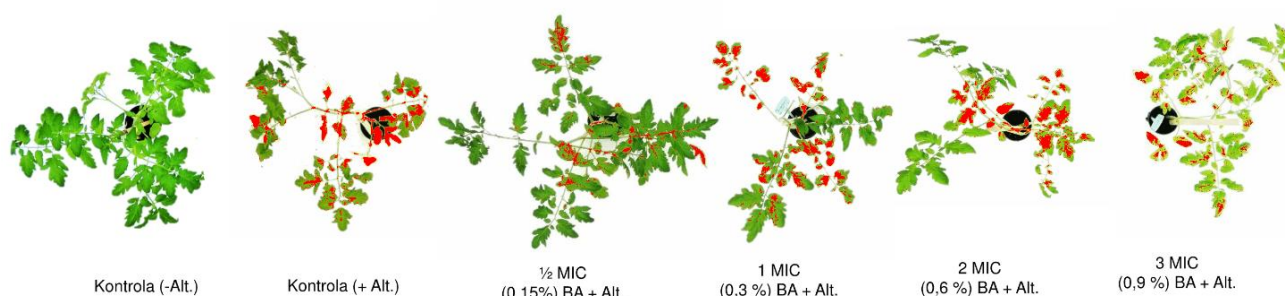 Kontrola (-Alt.)
Kontrola (+ Alt.)
½ MIC
(0,15%) BA + Alt
1 MIC
(0,3 %) BA + Alt.
2 MIC
(0,6 %) BA + Alt.
3 MIC
(0,9 %) BA + Alt.